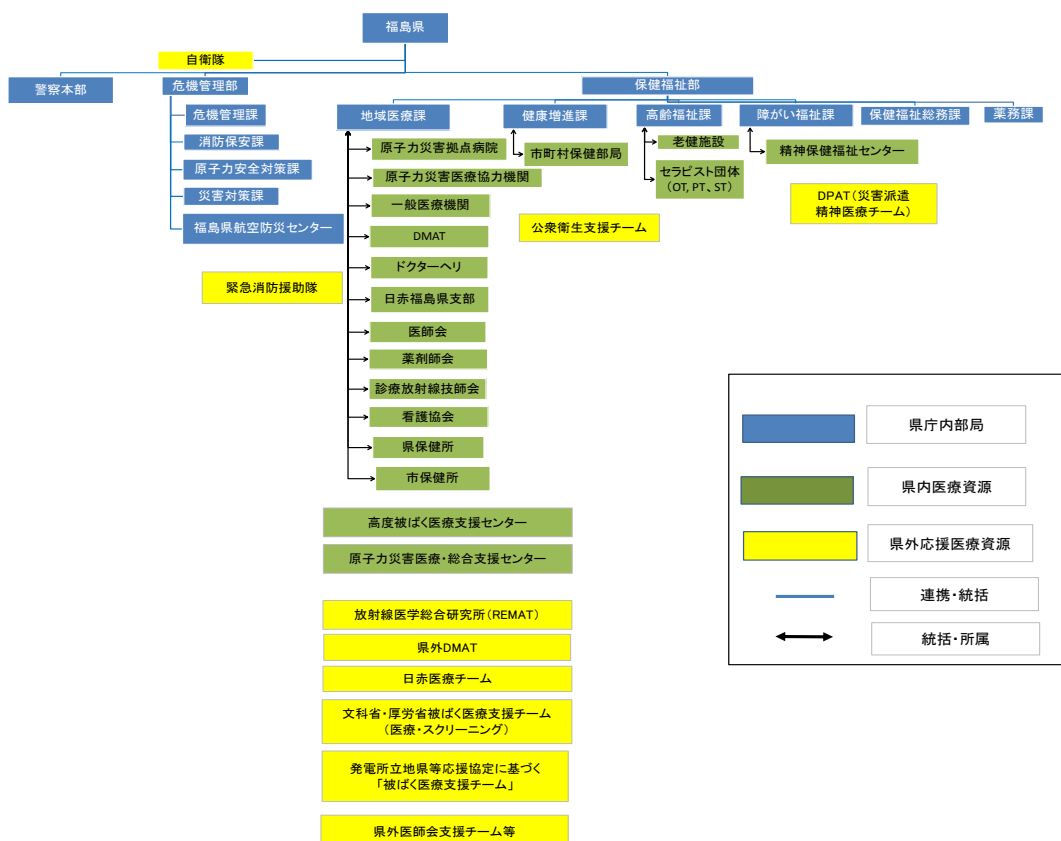 福島県
自衛隊
警察本部
危機管理部
保健福祉部
危機管理課
消防保安課
原子力安全対策課
災害対策課
福島県航空防災センター
緊急消防援助隊
地域医療課
健康増進課
高齢福祉課
障がい福祉課
保健福祉総務課
薬務課
原子力災害拠点病院
原子力災害医療協力機関
一般医療機関
DMAT
ドクターヘリ
日赤福島県支部
医師会
薬剤師会
診療放射線技師会
看護協会
県保健所
市保健所
市町村保健部局
公衆衛生支援チーム
老健施設
セラピスト団体
(OT, PT、ST)
精神保健福祉センター
DPAT(災害派遣
精神医療チーム)
高度被ばく医療支援センター
原子力災害医療・総合支援センター
放射線医学総合研究所(REMAT)
県外DMAT
日赤医療チーム
文科省・厚労省被ばく医療支援チーム
(医療・スクリーニング)
発電所立地県等応援協定に基づく
「被ばく医療支援チーム」
県外医師会支援チーム等
県庁内部局
県内医療資源
県外応援医療資源
連携・統括
統括・所属